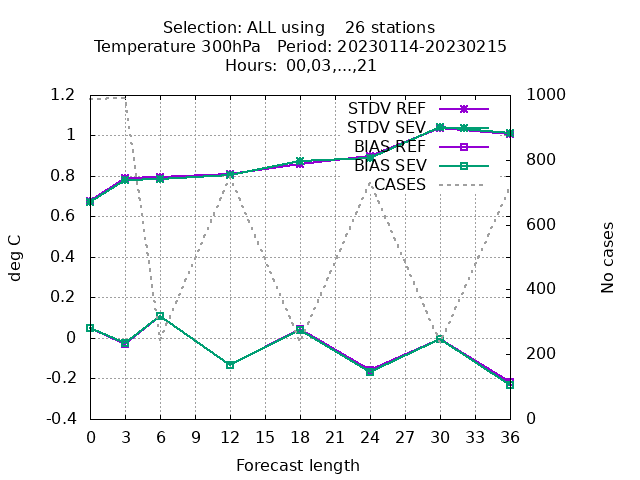 Selection: ALL using    26 stations
Temperature 300hPa   Period: 20230114-20230215
Hours: 00,03,...,21
STDV REF
STDV SEV
BIAS REF
BIAS SEV
CASES
1.2
1
0.8
0.6
0.4
0.2
0
-0.2
-0.4
deg C
1000
800
600
400
200
0
No cases
0 3 6 9 12 15 18 21 24 27 30 33 36
Forecast length